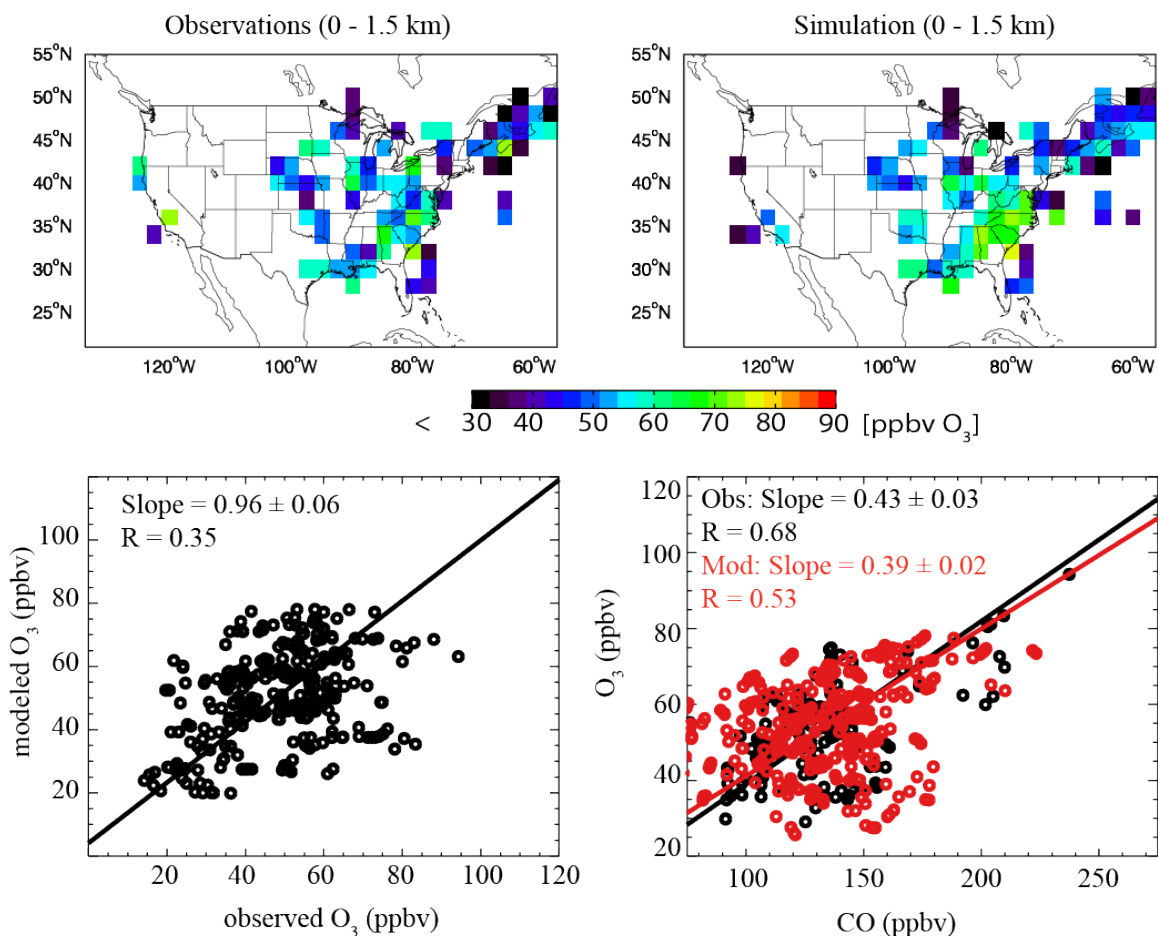 Observations (0 - 1.5 km)
Simulation (0 - 1.5 km)
55°N
50°N
45°N
40°N
35°N
30°N
25°N
120°W 100°W 80°W 60°W
55°N
50°N
45°N
40°N
35°N
30°N
25°N
120°W 100°W 80°W 60°W
< 30 40 50 60 70 80 90 [ppbv O₃]
Slope = 0.96 ± 0.06
R = 0.35
modeled O₃ (ppbv)
100
80
60
40
20
0 20 40 60 80 100 120
observed O₃ (ppbv)
Obs: Slope = 0.43 ± 0.03
R = 0.68
Mod: Slope = 0.39 ± 0.02
R = 0.53
O₃ (ppbv)
120
100
80
60
40
20
100 150 200 250
CO (ppbv)